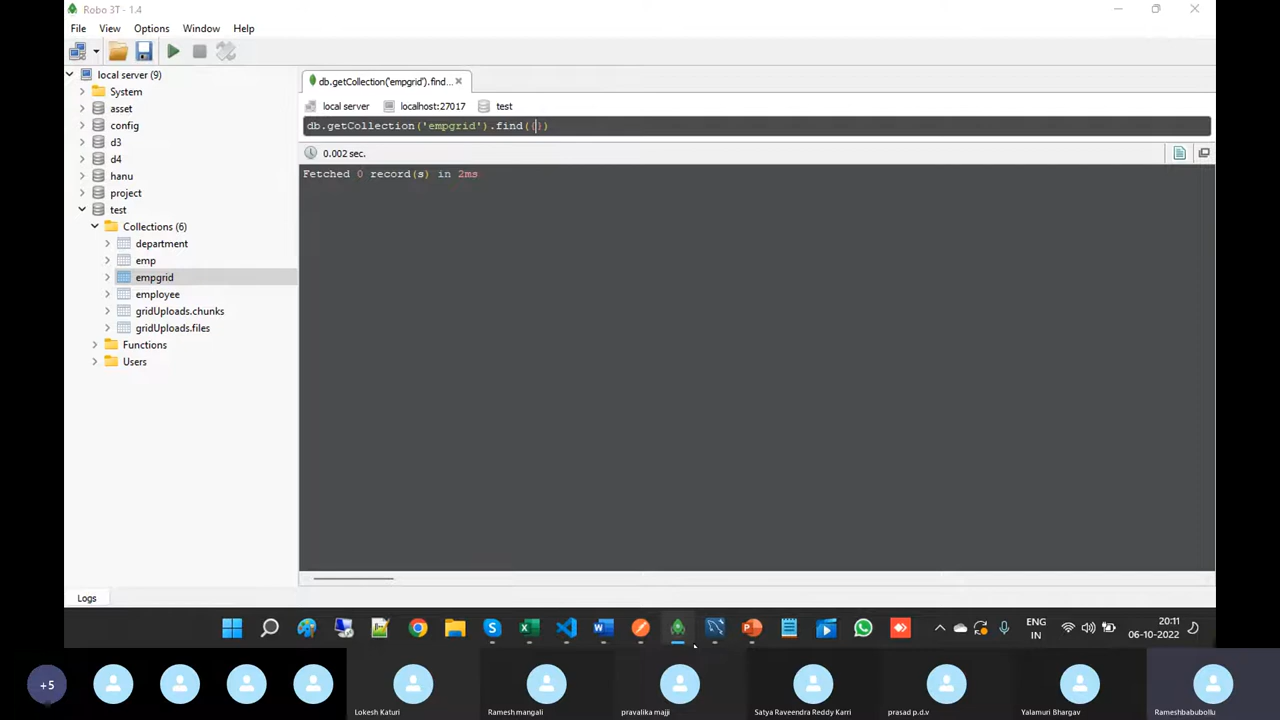 Robo 3T - 1.4
File View Options Window Help
local server (9)
System
asset
config
d3
d4
hanu
project
test
Collections (6)
department
emp
empgrid
employee
gridUploads.chunks
gridUploads.files
Functions
Users
Logs
db.getCollection('empgrid').find...
local server localhost:27017 test
db.getCollection('empgrid').find({})
0.002 sec.
Fetched 0 record(s) in 2ms
ENG
IN
20:11
06-10-2022
+5
Lokesh Katuri
Ramesh mangali
pravalika majji
Satya Raveendra Reddy Karri
prasad p.d.v
Yalamuri Bhargav
Rameshbabubollu